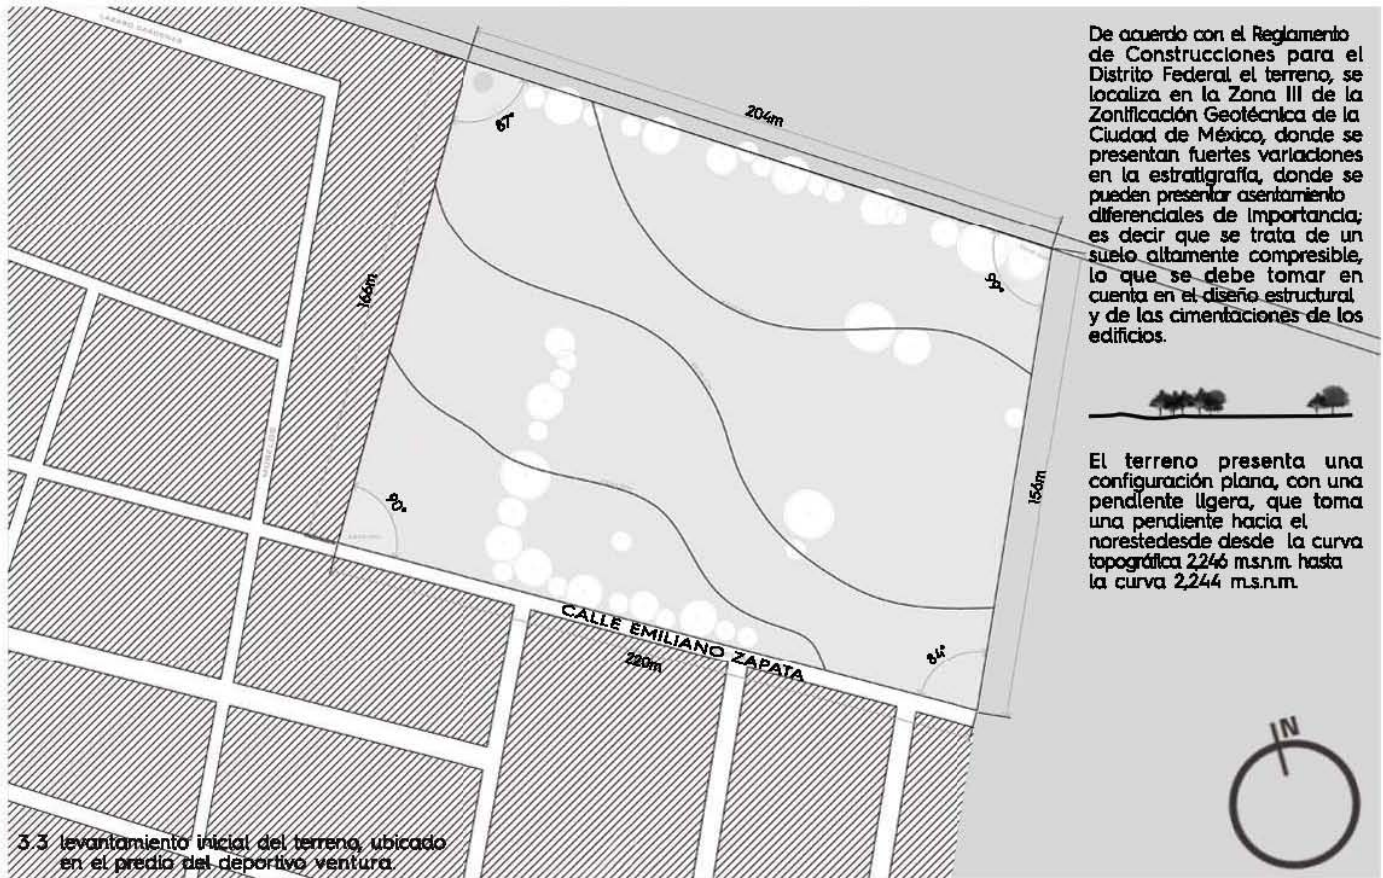 LAZARO CARDENAS
De acuerdo con el Reglamento
de Construcciones para el
Distrito Federal el terreno, se
localiza en la Zona III de la
Zonificación Geotécnica de la
Ciudad de México, donde se
presentan fuertes variaciones
en la estratigrafía, donde se
pueden presentar asentamiento
diferenciales de importancia;
es decir que se trata de un
suelo altamente compresible,
lo que se debe tomar en
cuenta en el diseño estructural
y de las cimentaciones de los
edificios.
204m
87°
99°
166m
156m
MORELOS
90°
84°
El terreno presenta una
configuración plana, con una
pendiente ligera, que toma
una pendiente hacia el
norestedesde desde la curva
topográfica 2,246 m.s.n.m. hasta
la curva 2,244 m.s.n.m.
CALLE EMILIANO ZAPATA
220m
N
3.3 levantamiento inicial del terreno, ubicado
en el predio del deportivo ventura.